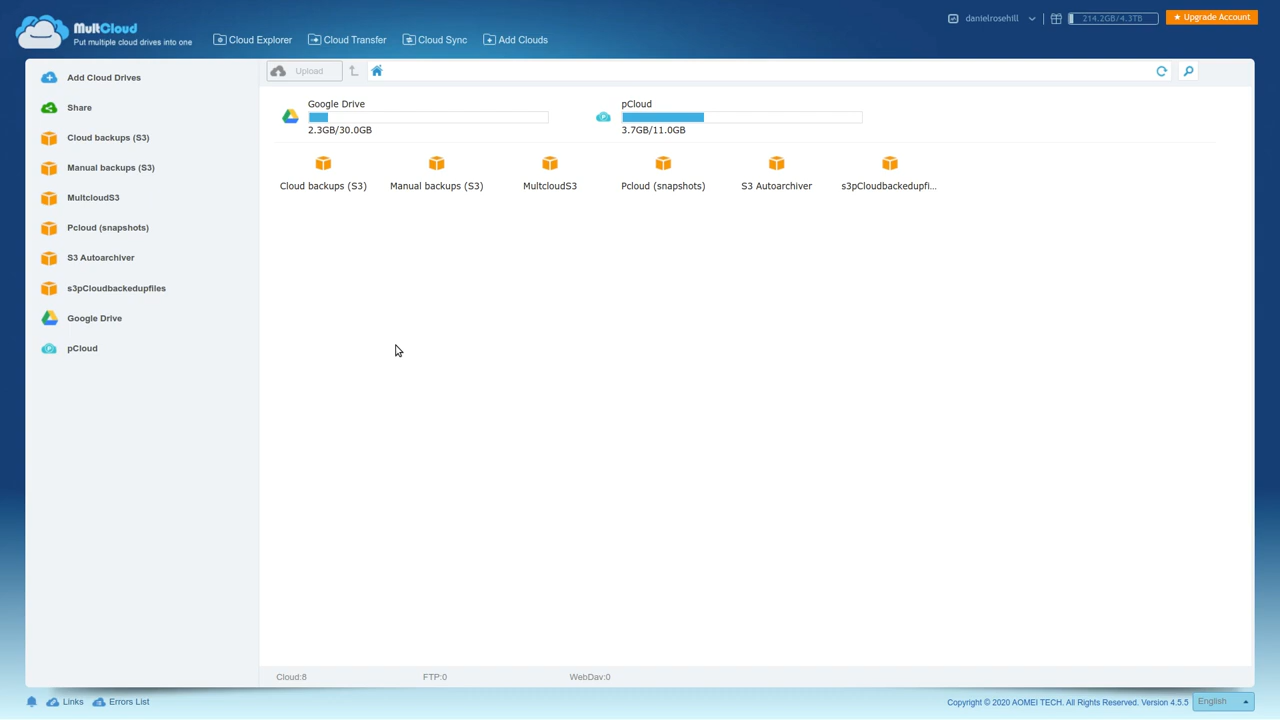 MultCloud
Put multiple cloud drives into one
Cloud Explorer
Cloud Transfer
Cloud Sync
Add Clouds
danielrosehill
214.2GB/4.3TB
★ Upgrade Account
Add Cloud Drives
Share
Cloud backups (S3)
Manual backups (S3)
MultcloudS3
Pcloud (snapshots)
S3 Autoarchiver
s3pCloudbackedupfiles
Google Drive
pCloud
Upload
Google Drive
2.3GB/30.0GB
pCloud
3.7GB/11.0GB
Cloud backups (S3)
Manual backups (S3)
MultcloudS3
Pcloud (snapshots)
S3 Autoarchiver
s3pCloudbackedupfi...
Cloud:8
FTP:0
WebDav:0
Links
Errors List
Copyright © 2020 AOMEI TECH. All Rights Reserved. Version 4.5.5
English